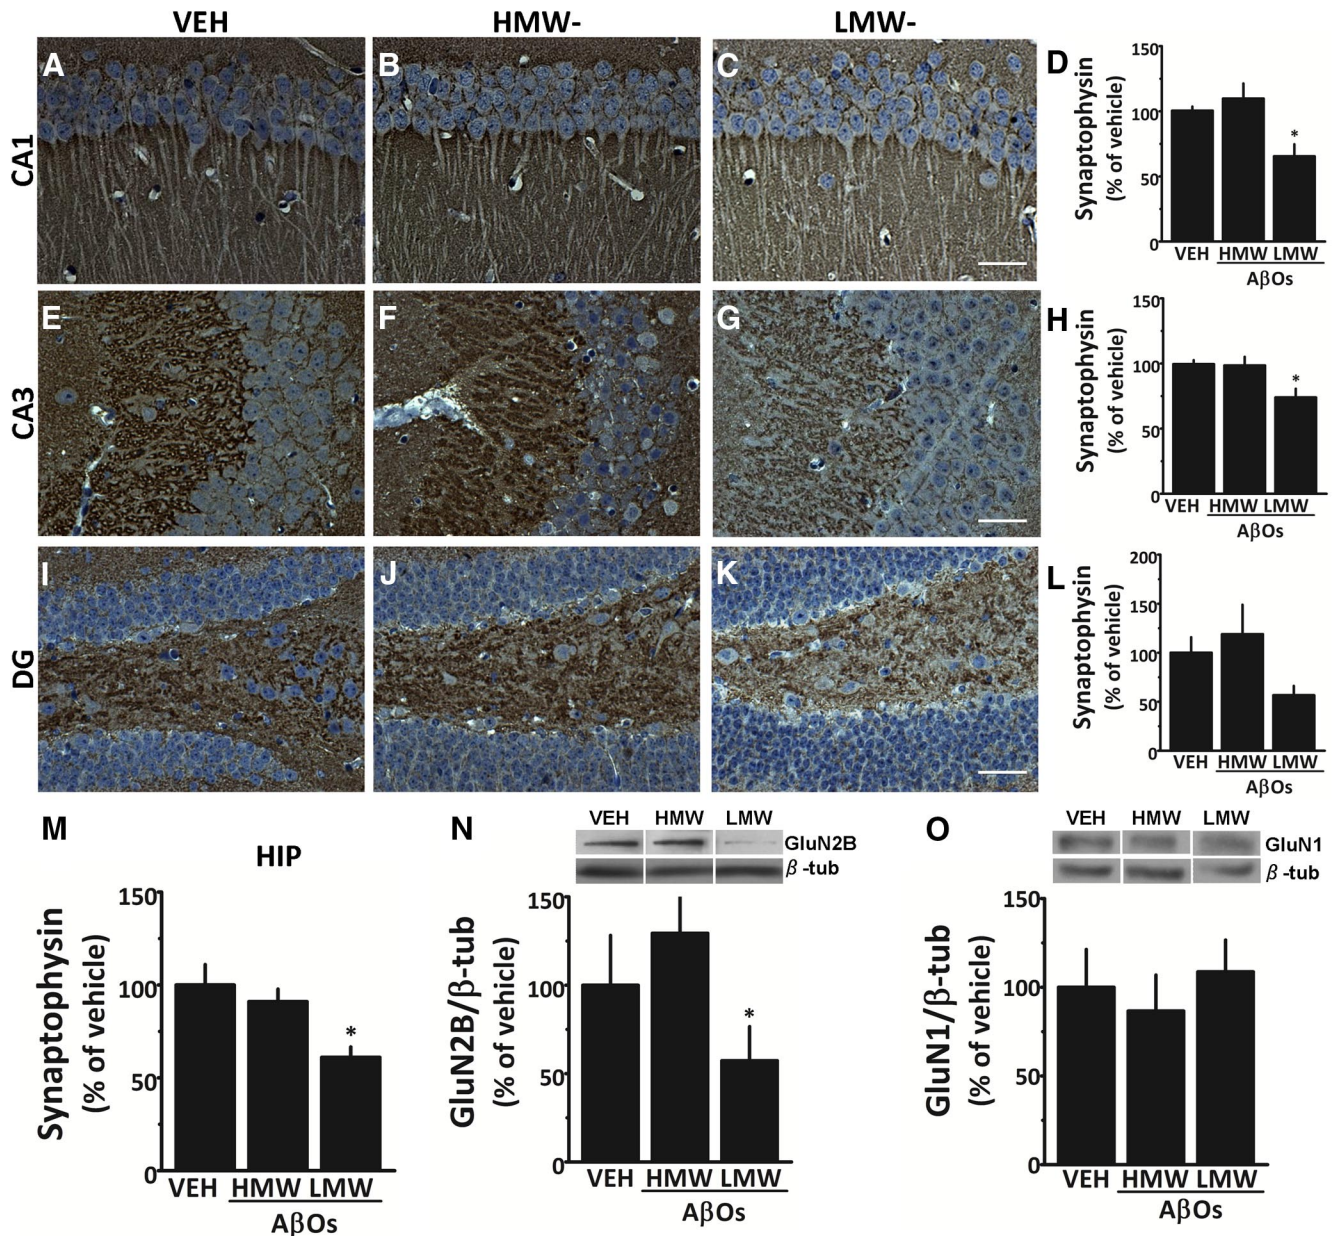 VEH HMW- LMW-
CA1
A
B
C
D
Synaptophysin
(% of vehicle)
150
100
50
0
VEH HMW LMW
*
AβOs
CA3
E
F
G
H
Synaptophysin
(% of vehicle)
150
100
50
0
VEH HMW LMW
*
AβOs
DG
I
J
K
L
Synaptophysin
(% of vehicle)
200
150
100
50
0
VEH HMW LMW
AβOs
M
HIP
Synaptophysin
(% of vehicle)
150
100
50
0
*
VEH HMW LMW
AβOs
N
VEH HMW LMW
GluN2B
β-tub
GluN2B/β-tub
(% of vehicle)
150
100
50
0
*
VEH HMW LMW
AβOs
O
VEH HMW LMW
GluN1
β-tub
GluN1/β-tub
(% of vehicle)
150
100
50
0
VEH HMW LMW
AβOs